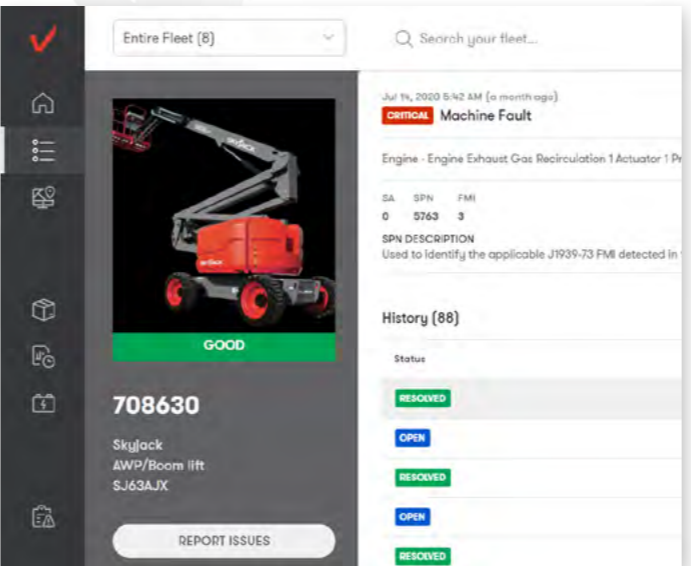 Entire Fleet (8)
Search your fleet...
GOOD
708630
Skyjack
AWP/Boom lift
SJ63AJX
REPORT ISSUES
Jul 14, 2020 5:42 AM (a month ago)
CRITICAL Machine Fault
Engine - Engine Exhaust Gas Recirculation 1 Actuator 1 Pr
SA SPN FMI
0 5763 3
SPN DESCRIPTION
Used to identify the applicable J1939-73 FMI detected in
History (88)
Status
RESOLVED
OPEN
RESOLVED
OPEN
RESOLVED